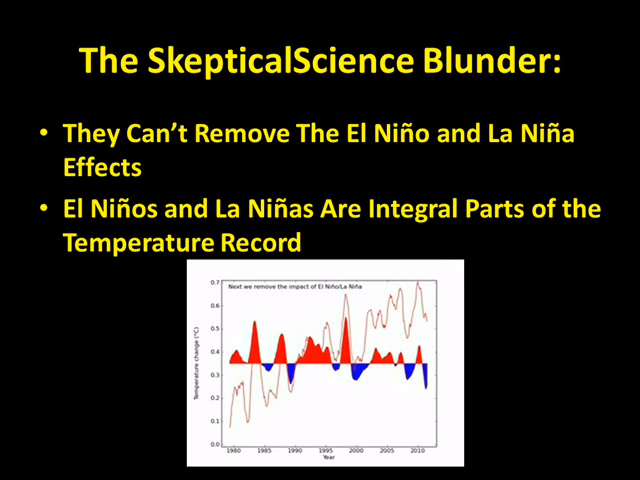 The SkepticalScience Blunder:
• They Can't Remove The El Niño and La Niña
Effects
• El Niños and La Niñas Are Integral Parts of the
Temperature Record
Next we remove the impact of El Niño/La Niña
0.7
0.6
0.5
0.4
0.3
0.2
0.1
0.0
Temperature change (°C)
1980 1985 1990 1995 2000 2005 2010
Year